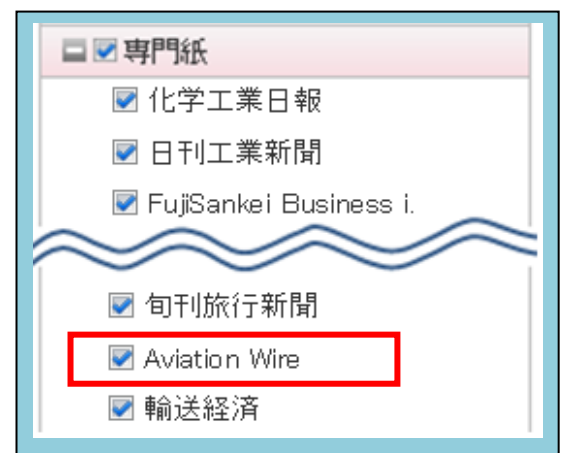 専門紙
化学工業日報
日刊工業新聞
FujiSankei Business i.
旬刊旅行新聞
Aviation Wire
輸送経済